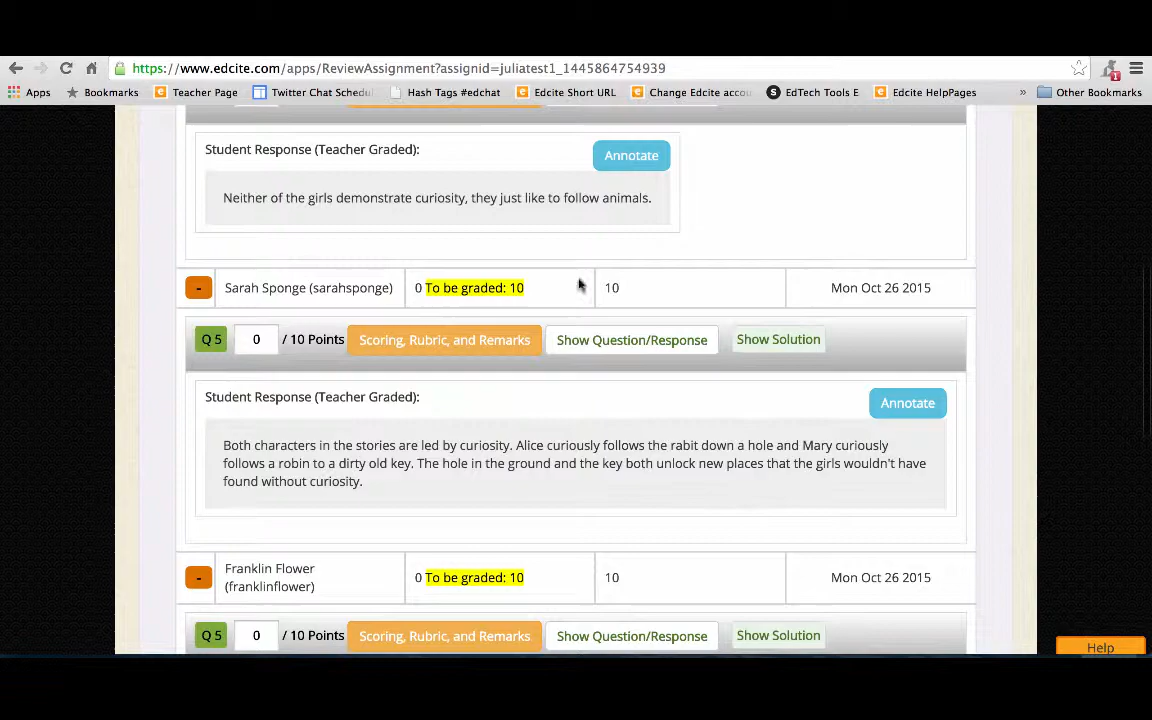 https://www.edcite.com/apps/ReviewAssignment?assignid=juliatest1_1445864754939
Apps Bookmarks Teacher Page Twitter Chat Schedu Hash Tags #edchat Edcite Short URL Change Edcite accou EdTech Tools E Edcite HelpPages » Other Bookmarks
Student Response (Teacher Graded):
Annotate
Neither of the girls demonstrate curiosity, they just like to follow animals.
- Sarah Sponge (sarahsponge) 0 To be graded: 10 10 Mon Oct 26 2015
Q 5 0 / 10 Points Scoring, Rubric, and Remarks Show Question/Response Show Solution
Student Response (Teacher Graded):
Annotate
Both characters in the stories are led by curiosity. Alice curiously follows the rabit down a hole and Mary curiously
follows a robin to a dirty old key. The hole in the ground and the key both unlock new places that the girls wouldn't have
found without curiosity.
- Franklin Flower
(franklinflower)
0 To be graded: 10 10 Mon Oct 26 2015
Q 5 0 / 10 Points Scoring, Rubric, and Remarks Show Question/Response Show Solution
Help